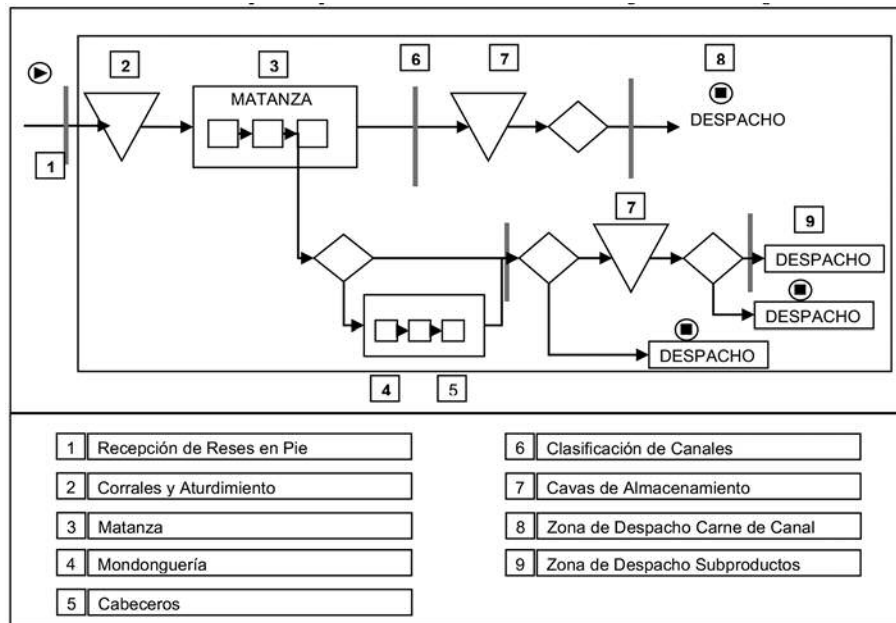 2
3
6
7
8
MATANZA
DESPACHO
1
7
9
DESPACHO
DESPACHO
DESPACHO
4
5
1 Recepción de Reses en Pie
2 Corrales y Aturdimiento
3 Matanza
4 Mondonguería
5 Cabeceros
6 Clasificación de Canales
7 Cavas de Almacenamiento
8 Zona de Despacho Carne de Canal
9 Zona de Despacho Subproductos